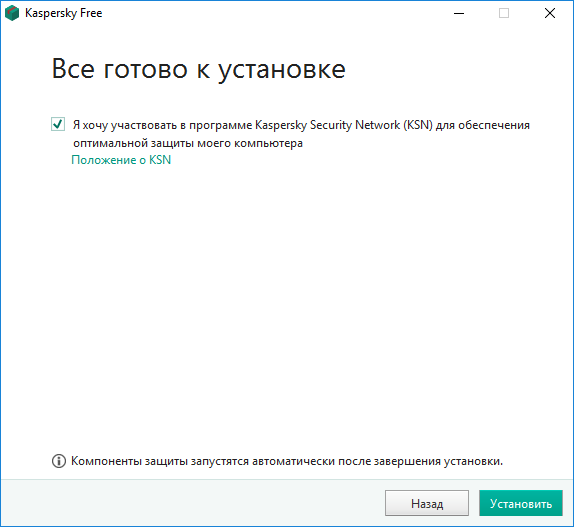 Kaspersky Free
Все готово к установке
Я хочу участвовать в программе Kaspersky Security Network (KSN) для обеспечения
оптимальной защиты моего компьютера
Положение о KSN
Компоненты защиты запустятся автоматически после завершения установки.
Назад
Установить